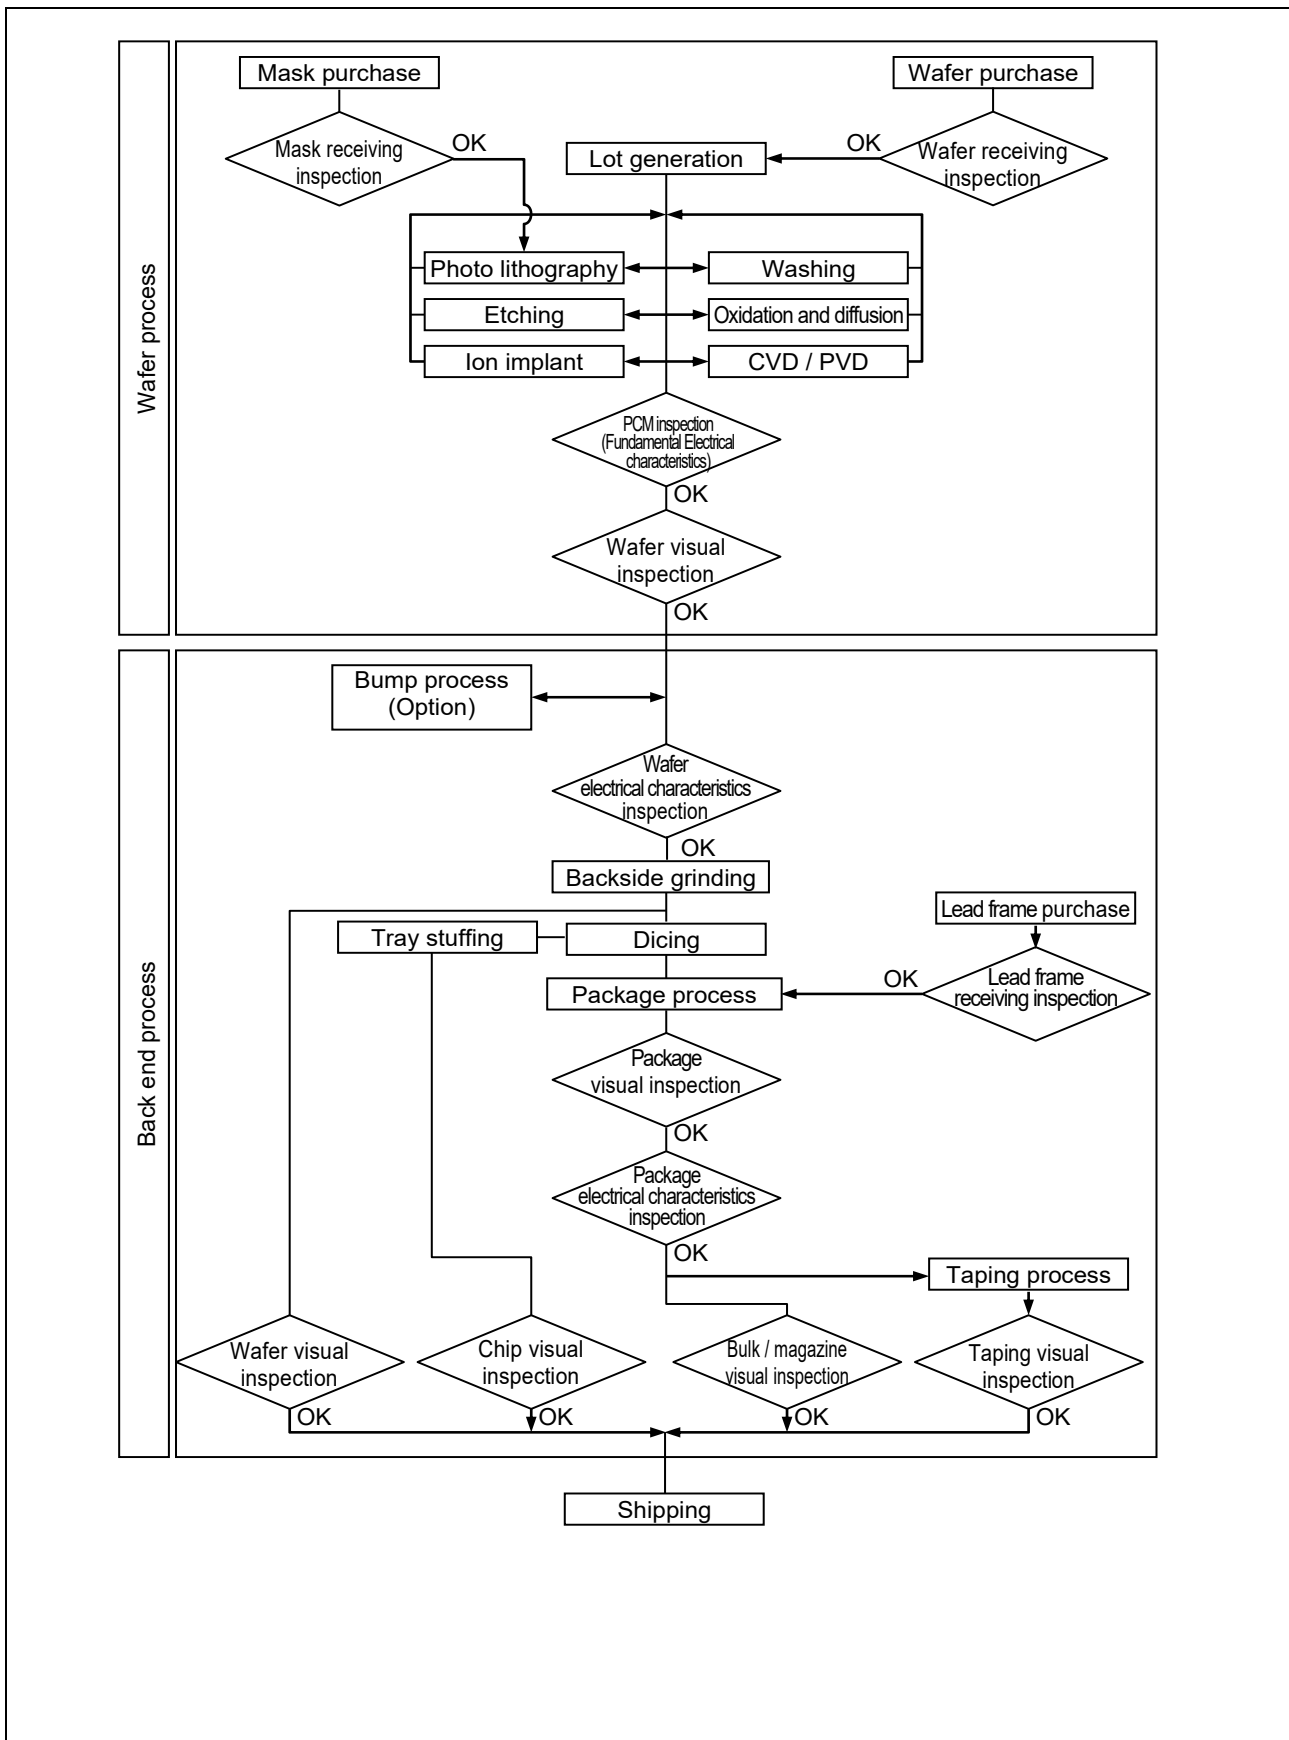 Wafer process
Mask purchase
Wafer purchase
Mask receiving
inspection
OK
Lot generation
OK
Wafer receiving
inspection
Photo lithography
Washing
Etching
Oxidation and diffusion
Ion implant
CVD / PVD
PCM inspection
(Fundamental Electrical
characteristics)
OK
Wafer visual
inspection
OK
Back end process
Bump process
(Option)
Wafer
electrical characteristics
inspection
OK
Backside grinding
Lead frame purchase
Tray stuffing
Dicing
Package process
OK
Lead frame
receiving inspection
Package
visual inspection
OK
Package
electrical characteristics
inspection
OK
Taping process
Wafer visual
inspection
Chip visual
inspection
Bulk / magazine
visual inspection
Taping visual
inspection
OK
OK
OK
OK
Shipping